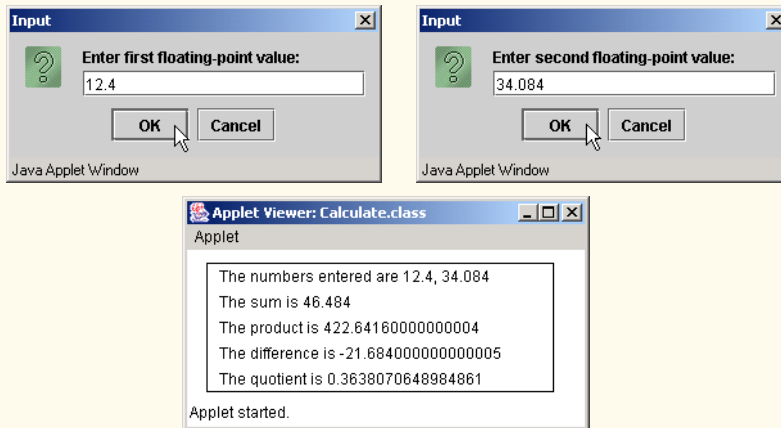 Input
Enter first floating-point value:
12.4
OK Cancel
Java Applet Window
Input
Enter second floating-point value:
34.084
OK Cancel
Java Applet Window
Applet Viewer: Calculate.class
Applet
The numbers entered are 12.4, 34.084
The sum is 46.484
The product is 422.64160000000004
The difference is -21.684000000000005
The quotient is 0.3638070648984861
Applet started.